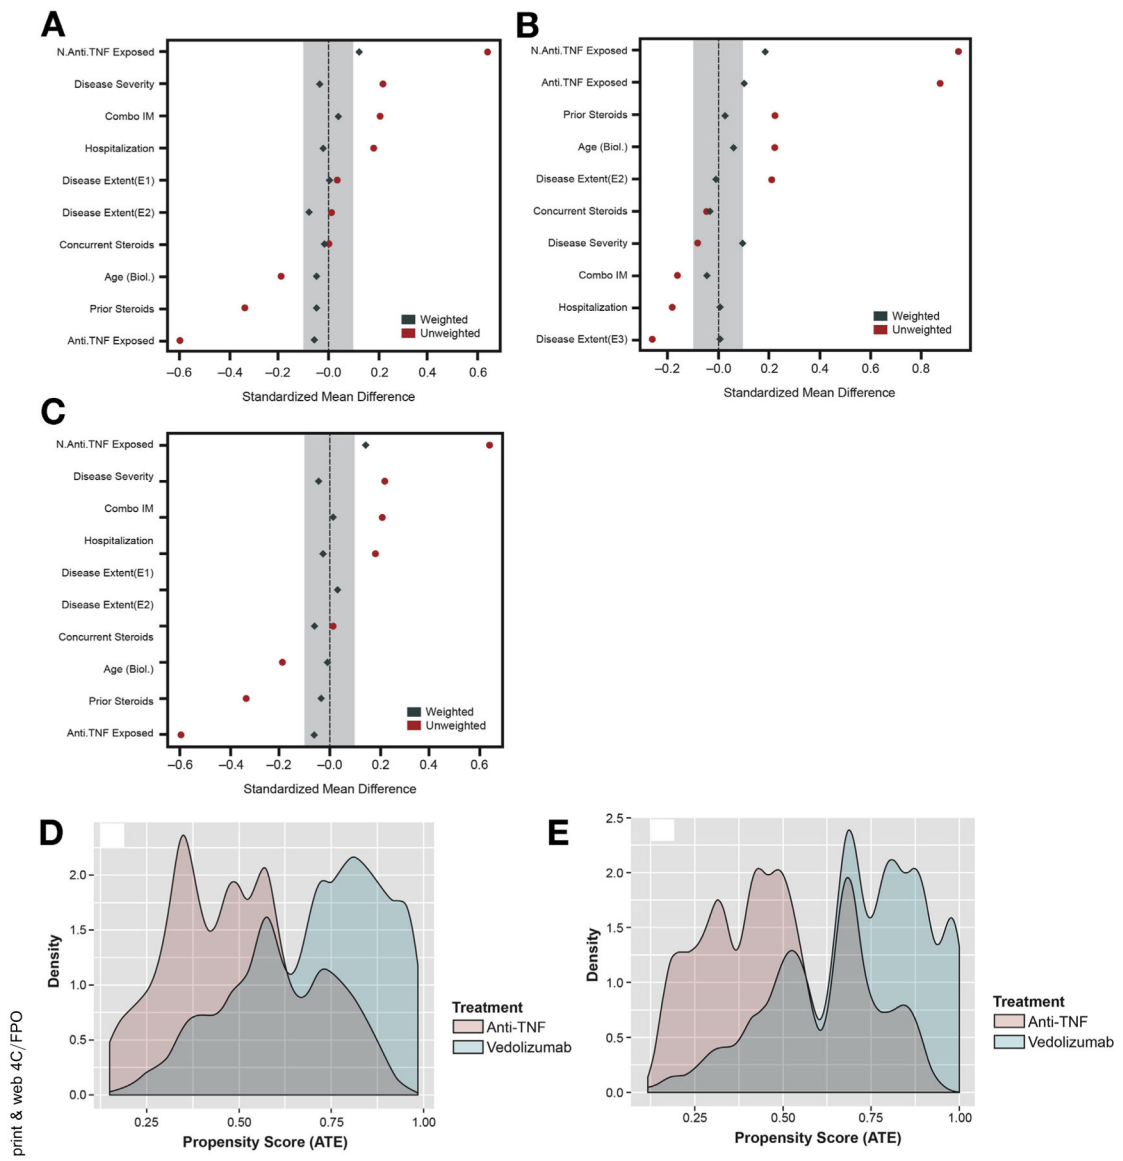 A
N.Anti.TNF Exposed
Disease Severity
Combo IM
Hospitalization
Disease Extent(E1)
Disease Extent(E2)
Concurrent Steroids
Age (Biol.)
Prior Steroids
Anti.TNF Exposed
Weighted
Unweighted
−0.6 −0.4 −0.2 −0.0 0.2 0.4 0.6
Standardized Mean Difference
B
N.Anti.TNF Exposed
Anti.TNF Exposed
Prior Steroids
Age (Biol.)
Disease Extent(E2)
Concurrent Steroids
Disease Severity
Combo IM
Hospitalization
Disease Extent(E3)
Weighted
Unweighted
−0.2 −0.0 0.2 0.4 0.6 0.8
Standardized Mean Difference
C
N.Anti.TNF Exposed
Disease Severity
Combo IM
Hospitalization
Disease Extent(E1)
Disease Extent(E2)
Concurrent Steroids
Age (Biol.)
Prior Steroids
Anti.TNF Exposed
Weighted
Unweighted
−0.6 −0.4 −0.2 −0.0 0.2 0.4 0.6
Standardized Mean Difference
D
Density
2.0
1.5
1.0
0.5
0.0
0.25 0.50 0.75 1.00
Propensity Score (ATE)
Treatment
Anti-TNF
Vedolizumab
E
Density
2.5
2.0
1.5
1.0
0.5
0.0
0.25 0.50 0.75 1.00
Propensity Score (ATE)
Treatment
Anti-TNF
Vedolizumab
print & web 4C/FPO